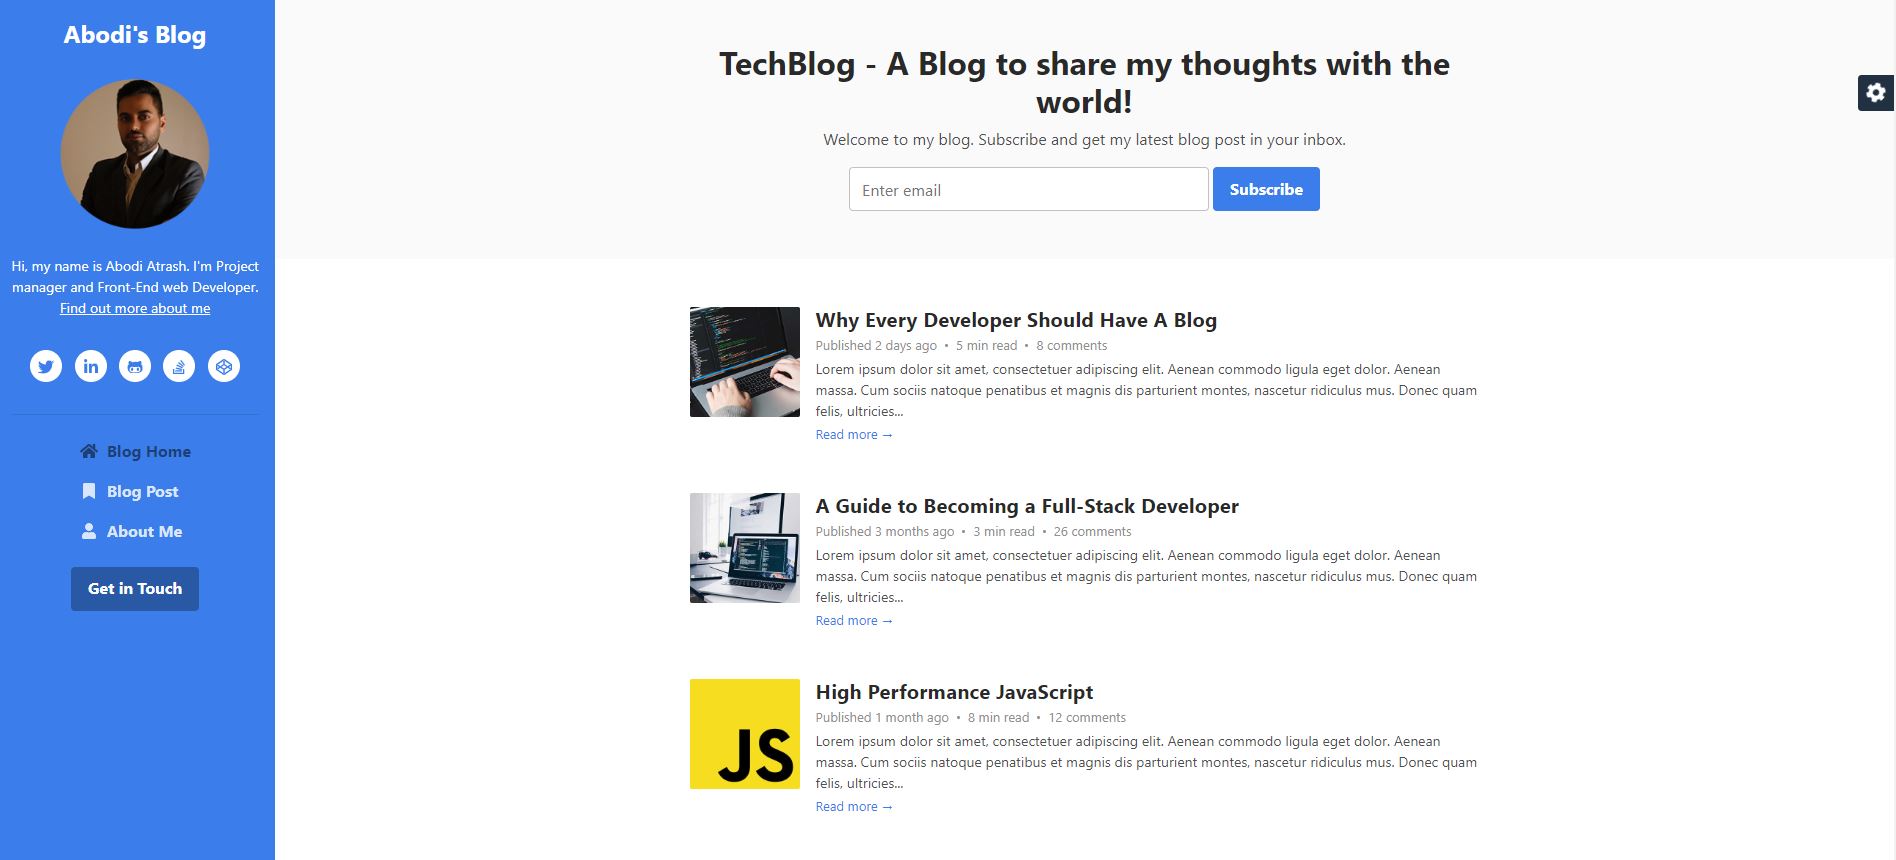 Abodi's Blog
Hi, my name is Abodi Atrash. I'm Project
manager and Front-End web Developer.
Find out more about me
Blog Home
Blog Post
About Me
Get in Touch
TechBlog - A Blog to share my thoughts with the
world!
Welcome to my blog. Subscribe and get my latest blog post in your inbox.
Enter email
Subscribe
Why Every Developer Should Have A Blog
Published 2 days ago • 5 min read • 8 comments
Lorem ipsum dolor sit amet, consectetuer adipiscing elit. Aenean commodo ligula eget dolor. Aenean
massa. Cum sociis natoque penatibus et magnis dis parturient montes, nascetur ridiculus mus. Donec quam
felis, ultricies...
Read more →
A Guide to Becoming a Full-Stack Developer
Published 3 months ago • 3 min read • 26 comments
Lorem ipsum dolor sit amet, consectetuer adipiscing elit. Aenean commodo ligula eget dolor. Aenean
massa. Cum sociis natoque penatibus et magnis dis parturient montes, nascetur ridiculus mus. Donec quam
felis, ultricies...
Read more →
JS
High Performance JavaScript
Published 1 month ago • 8 min read • 12 comments
Lorem ipsum dolor sit amet, consectetuer adipiscing elit. Aenean commodo ligula eget dolor. Aenean
massa. Cum sociis natoque penatibus et magnis dis parturient montes, nascetur ridiculus mus. Donec quam
felis, ultricies...
Read more →